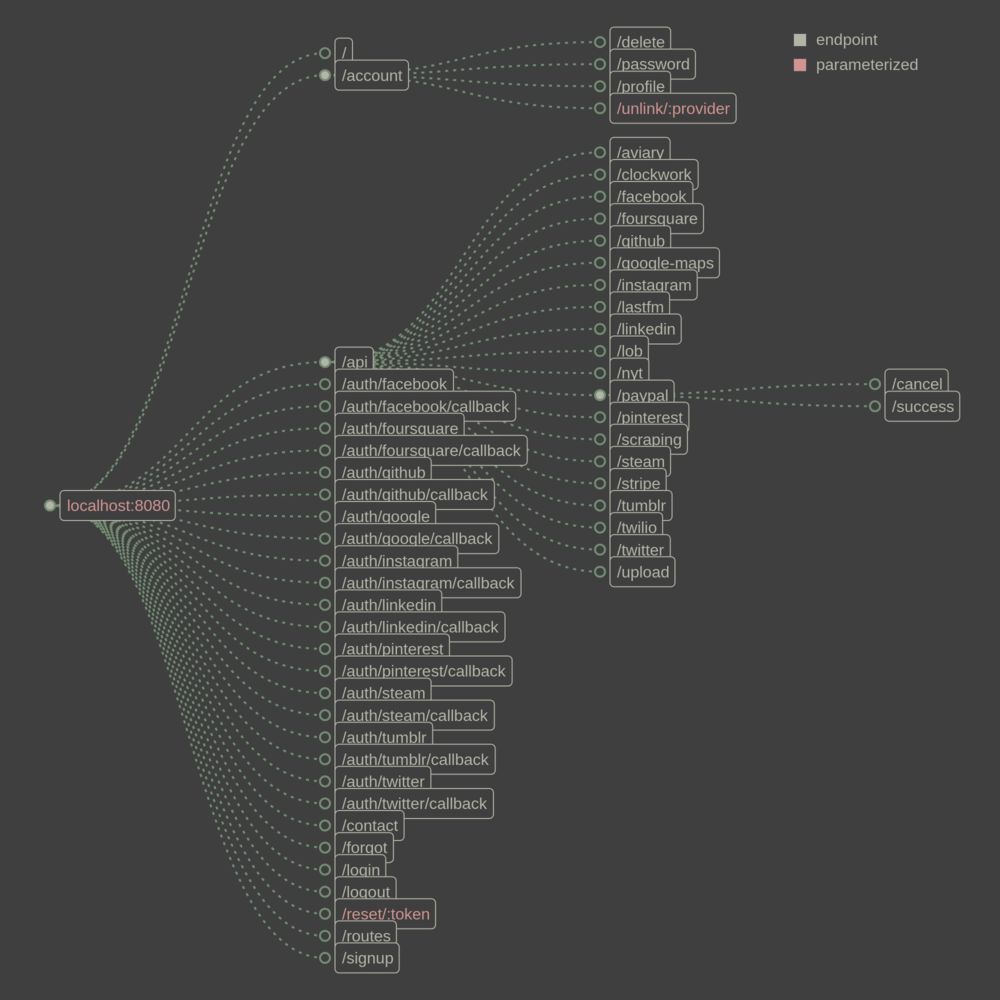 localhost:8080
/
/account
/delete
/password
/profile
/unlink/:provider
/api
/aviary
/clockwork
/facebook
/foursquare
/github
/google-maps
/instagram
/lastfm
/linkedin
/lob
/nyt
/paypal
/cancel
/success
/pinterest
/scraping
/steam
/stripe
/tumblr
/twilio
/twitter
/upload
/auth/facebook
/auth/facebook/callback
/auth/foursquare
/auth/foursquare/callback
/auth/github
/auth/github/callback
/auth/google
/auth/google/callback
/auth/instagram
/auth/instagram/callback
/auth/linkedin
/auth/linkedin/callback
/auth/pinterest
/auth/pinterest/callback
/auth/steam
/auth/steam/callback
/auth/tumblr
/auth/tumblr/callback
/auth/twitter
/auth/twitter/callback
/contact
/forgot
/login
/logout
/reset/:token
/routes
/signup
endpoint
parameterized